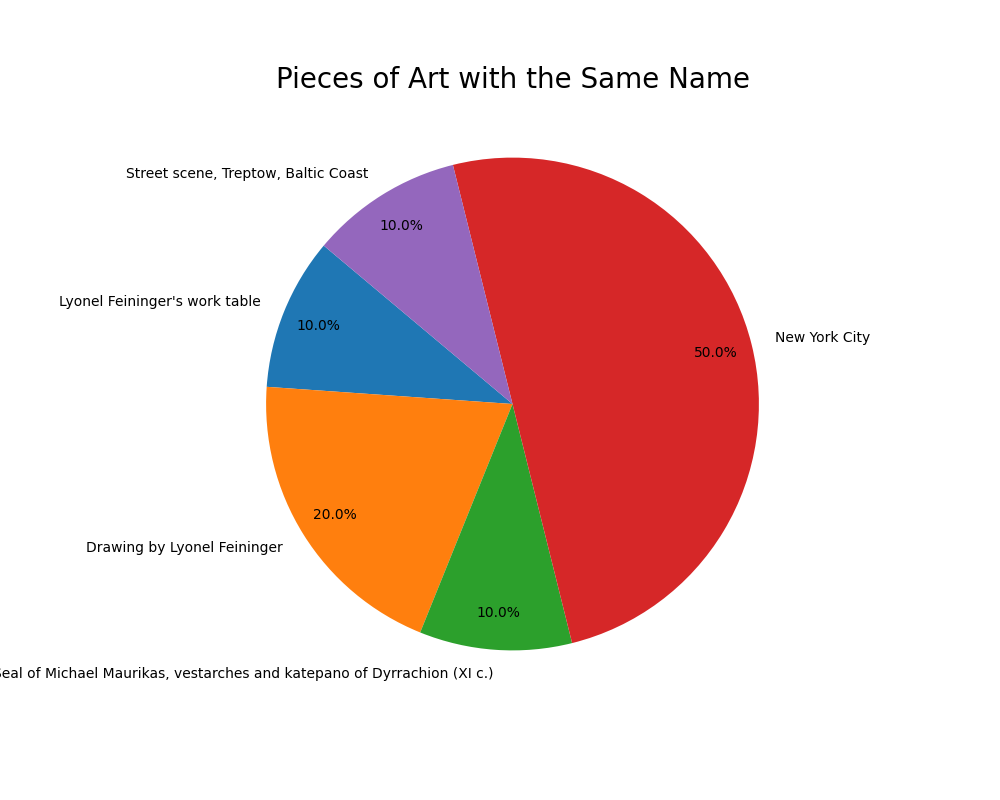 Pieces of Art with the Same Name
Street scene, Treptow, Baltic Coast
10.0%
Lyonel Feininger's work table
10.0%
New York City
50.0%
20.0%
Drawing by Lyonel Feininger
10.0%
Seal of Michael Maurikas, vestarches and katepano of Dyrrachion (XI c.)